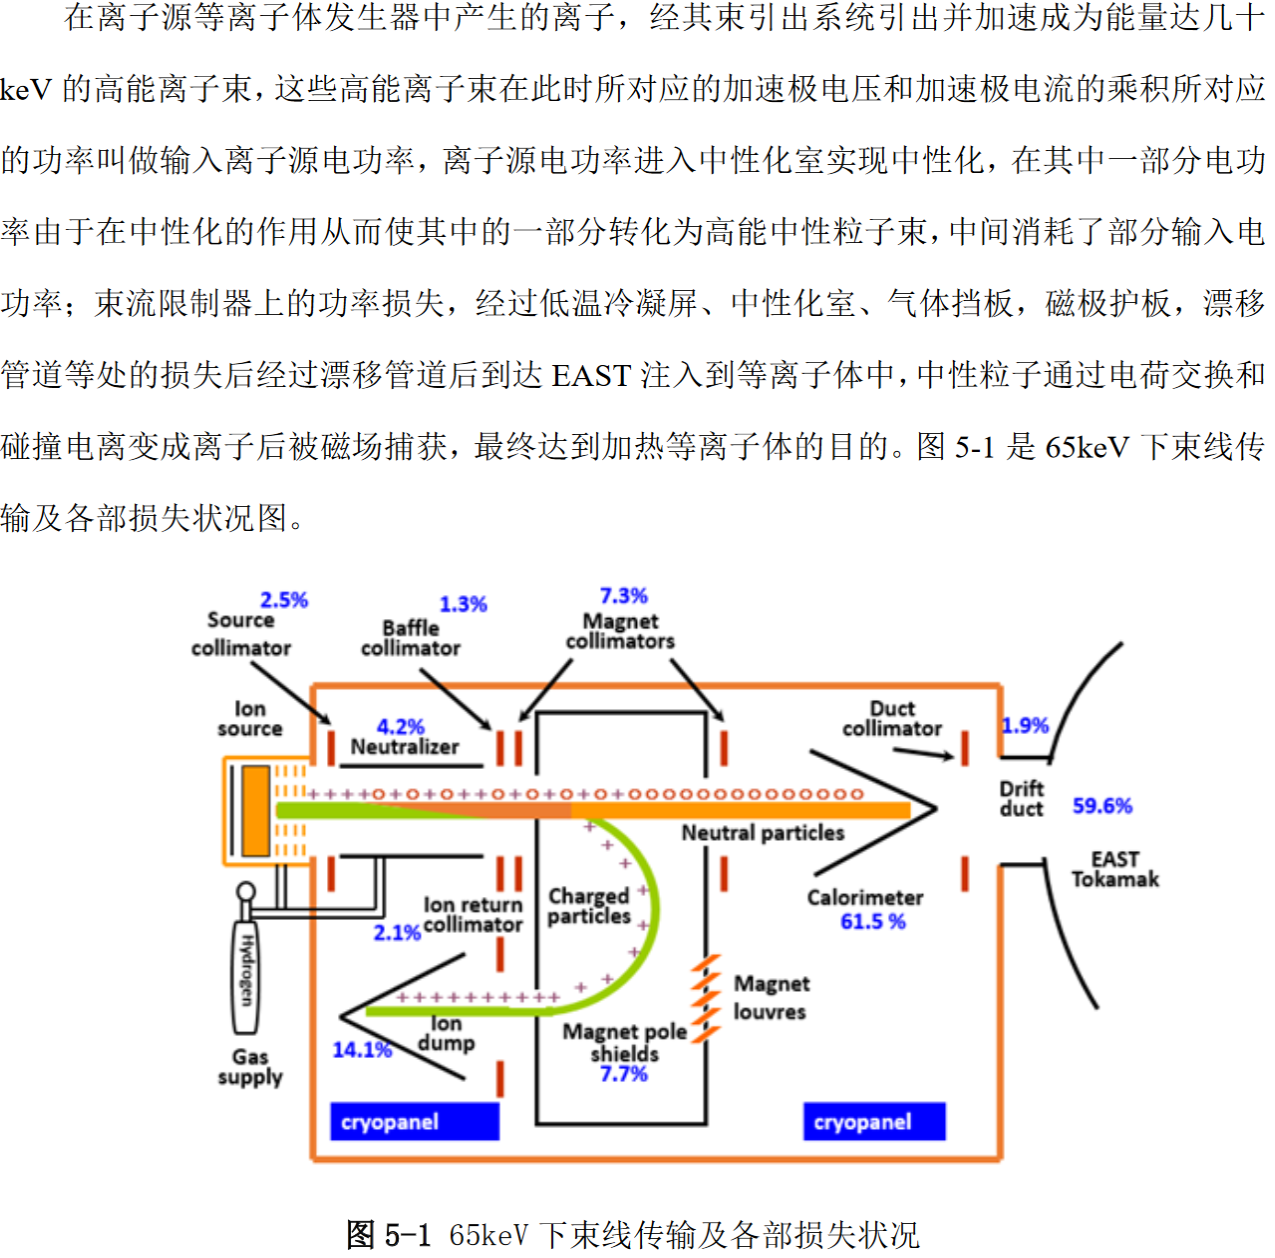 在离子源等离子体发生器中产生的离子，经其束引出系统引出并加速成为能量达几十
keV 的高能离子束，这些高能离子束在此时所对应的加速极电压和加速极电流的乘积所对应
的功率叫做输入离子源电功率，离子源电功率进入中性化室实现中性化，在其中一部分电功
率由于在中性化的作用从而使其中的一部分转化为高能中性粒子束，中间消耗了部分输入电
功率；束流限制器上的功率损失，经过低温冷凝屏、中性化室、气体挡板，磁极护板，漂移
管道等处的损失后经过漂移管道后到达 EAST 注入到等离子体中，中性粒子通过电荷交换和
碰撞电离变成离子后被磁场捕获，最终达到加热等离子体的目的。图 5-1 是 65keV 下束线传
输及各部损失状况图。
2.5%
Source
collimator
1.3%
Baffle
collimator
7.3%
Magnet
collimators
Ion
source
4.2%
Neutralizer
Duct
collimator
1.9%
Drift
duct
59.6%
Neutral particles
EAST
Tokamak
Calorimeter
61.5 %
Charged
particles
Ion return
collimator
2.1%
Hydrogen
Magnet
louvres
Ion
dump
14.1%
Magnet pole
shields
7.7%
Gas
supply
cryopanel
cryopanel
图 5-1 65keV 下束线传输及各部损失状况